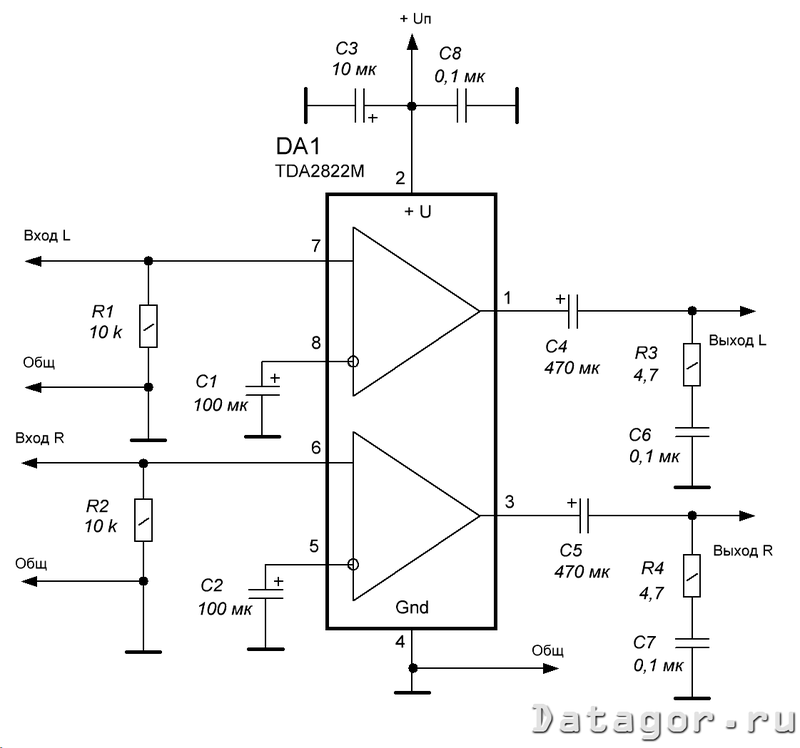 + Uп
C3
10 мк
C8
0,1 мк
+
DA1
TDA2822M
2
+ U
Вход L
7
R1
10 k
1
+
C4
470 мк
Выход L
R3
4,7
8
Общ
C1
100 мк
+
C6
0,1 мк
Вход R
6
R2
10 k
3
+
C5
470 мк
Выход R
R4
4,7
5
Общ
C2
100 мк
+
Gnd
4
Общ
C7
0,1 мк
Datagor.ru